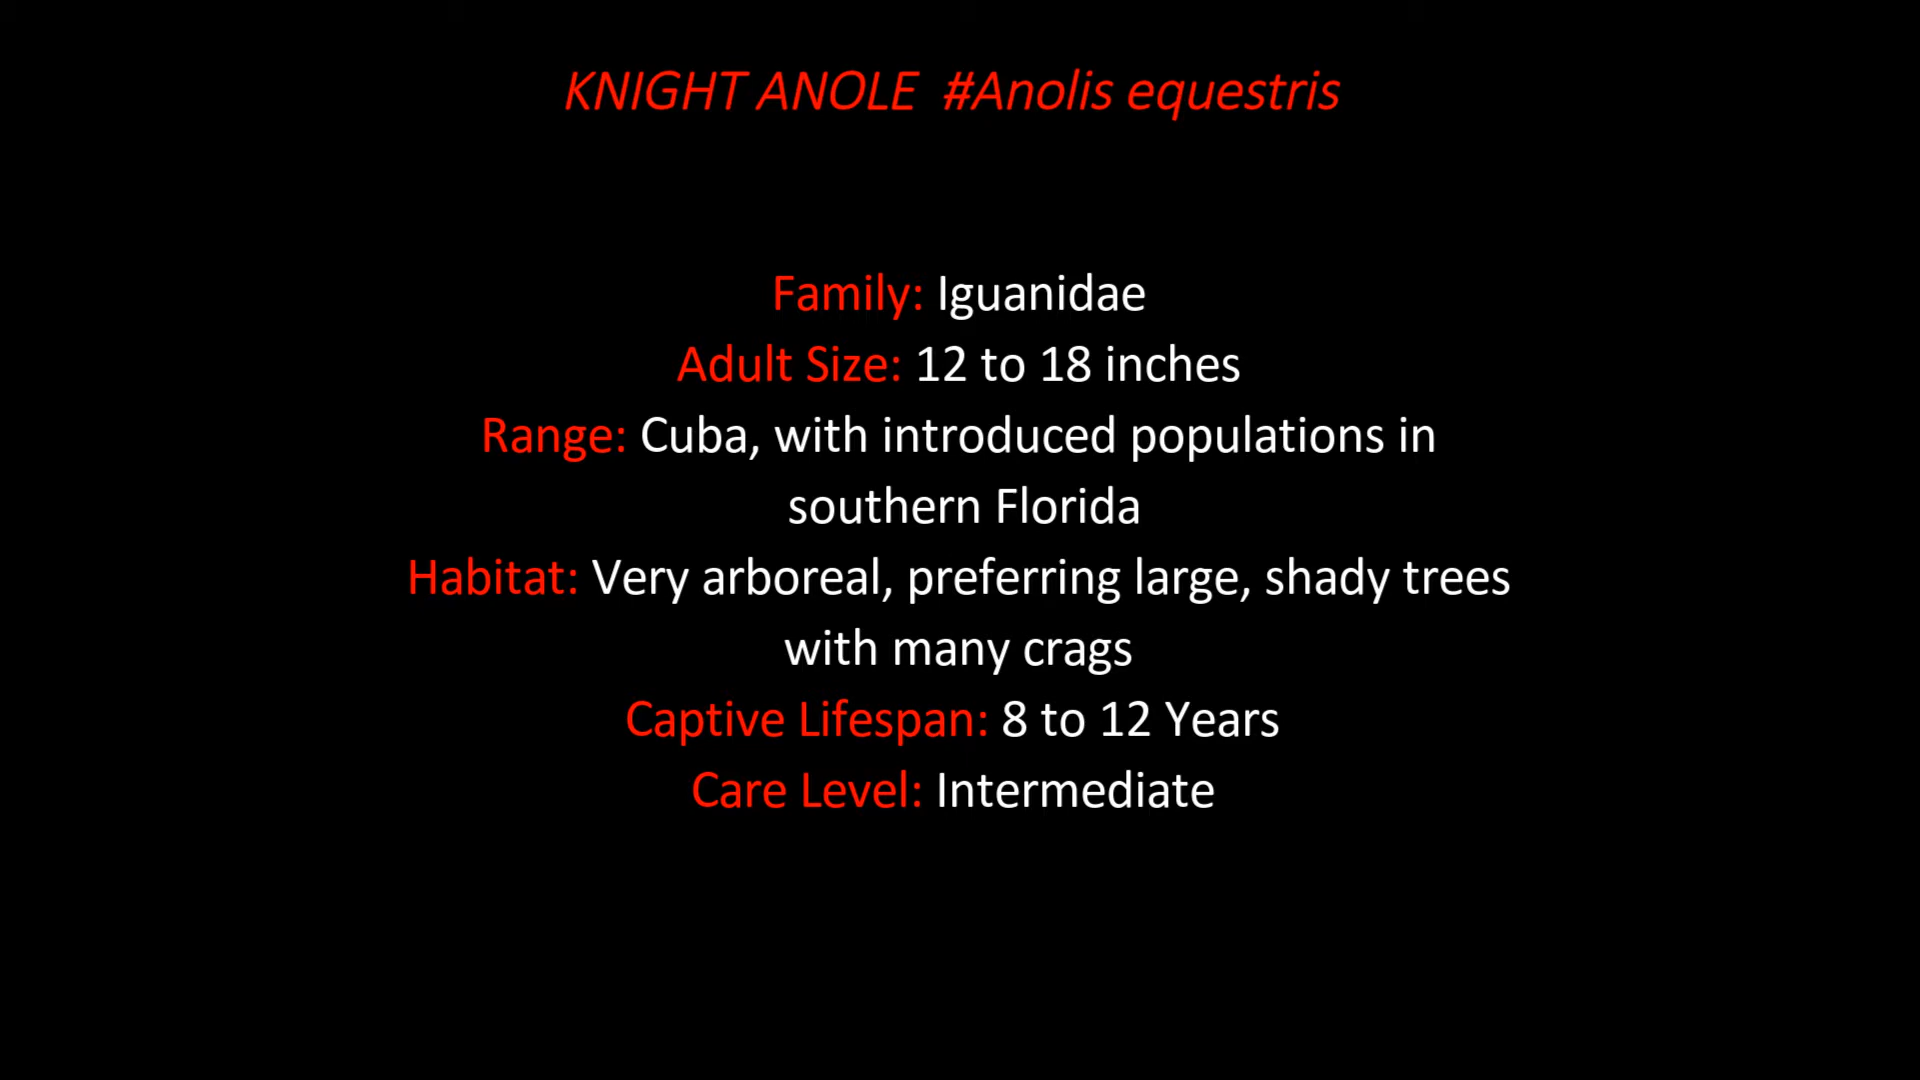 KNIGHT ANOLE #Anolis equestris
Family: Iguanidae
Adult Size: 12 to 18 inches
Range: Cuba, with introduced populations in
southern Florida
Habitat: Very arboreal, preferring large, shady trees
with many crags
Captive Lifespan: 8 to 12 Years
Care Level: Intermediate